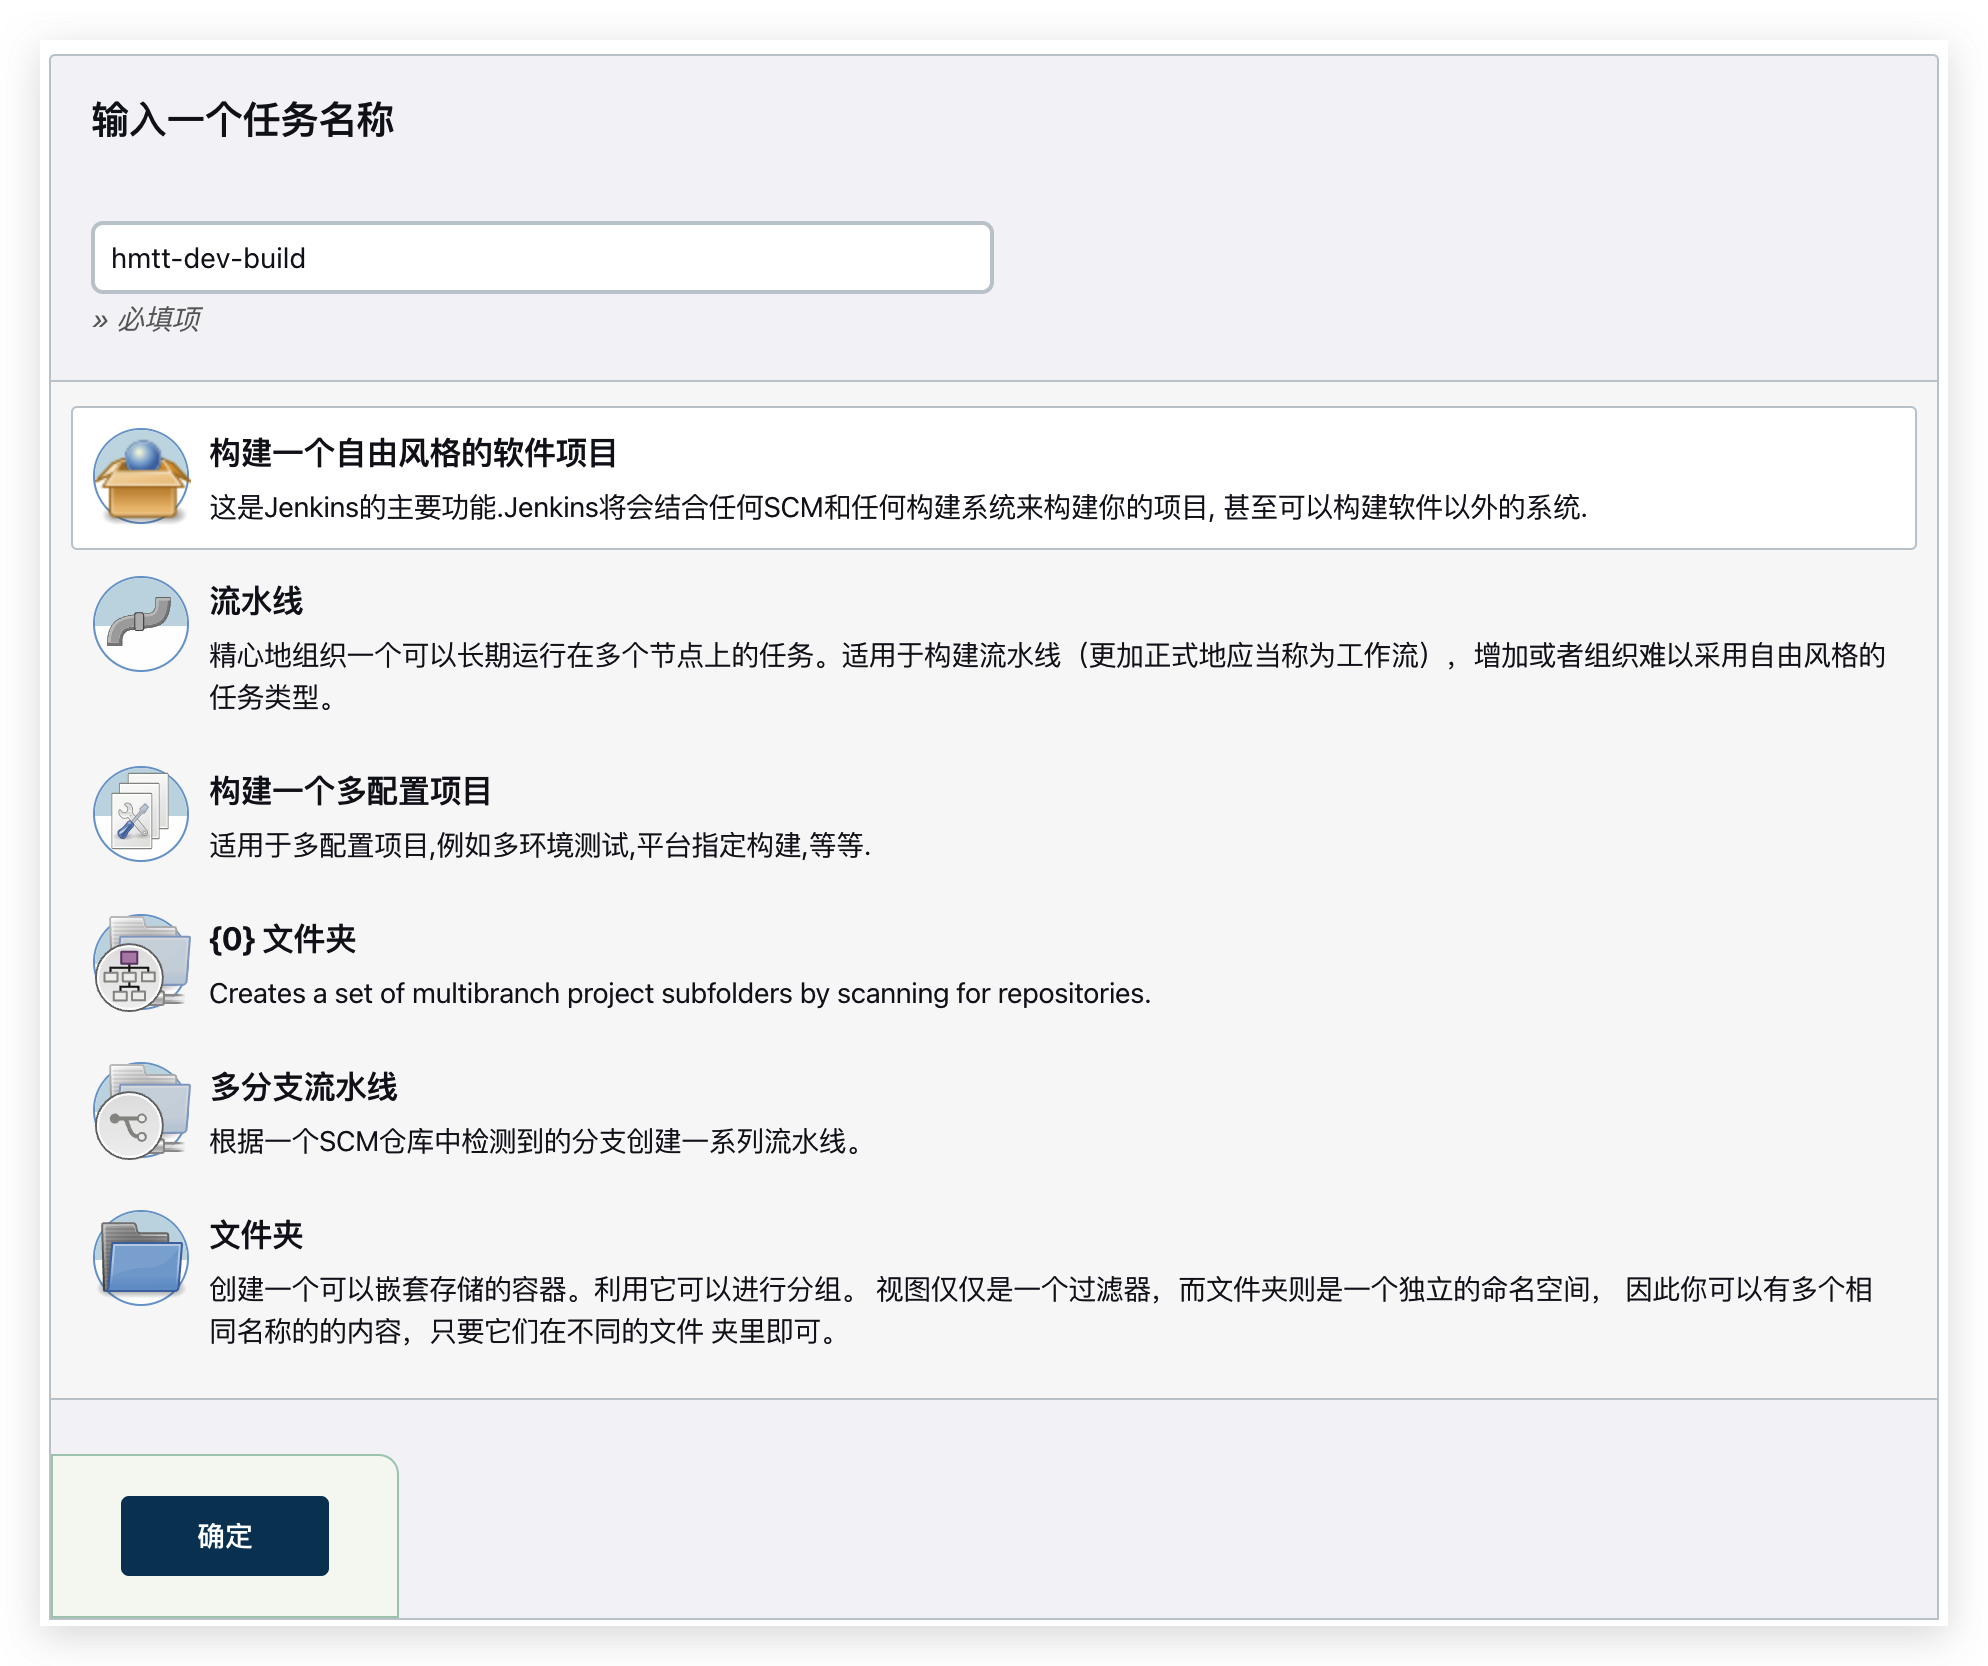 输入一个任务名称
hmtt-dev-build
» 必填项
构建一个自由风格的软件项目
这是Jenkins的主要功能.Jenkins将会结合任何SCM和任何构建系统来构建你的项目, 甚至可以构建软件以外的系统.
流水线
精心地组织一个可以长期运行在多个节点上的任务。适用于构建流水线（更加正式地应当称为工作流），增加或者组织难以采用自由风格的
任务类型。
构建一个多配置项目
适用于多配置项目,例如多环境测试,平台指定构建,等等.
{0} 文件夹
Creates a set of multibranch project subfolders by scanning for repositories.
多分支流水线
根据一个SCM仓库中检测到的分支创建一系列流水线。
文件夹
创建一个可以嵌套存储的容器。利用它可以进行分组。 视图仅仅是一个过滤器，而文件夹则是一个独立的命名空间， 因此你可以有多个相
同名称的的内容，只要它们在不同的文件 夹里即可。
确定